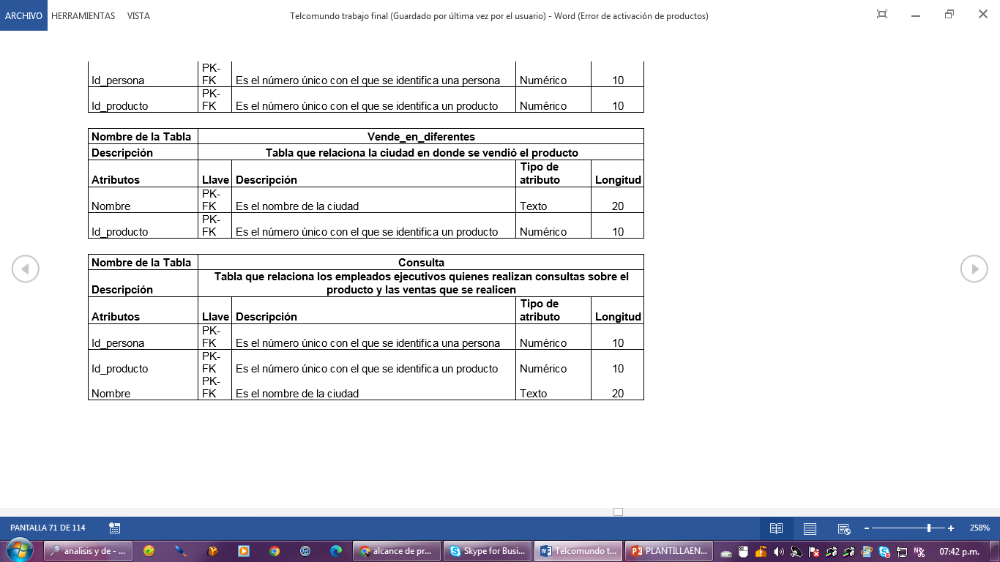 ARCHIVO HERRAMIENTAS VISTA Telcomundo trabajo final (Guardado por última vez por el usuario) - Word (Error de activación de productos)
Id_persona PK-FK Es el número único con el que se identifica una persona Numérico 10
Id_producto PK-FK Es el número único con el que se identifica un producto Numérico 10
Nombre de la Tabla Vende_en_diferentes
Descripción Tabla que relaciona la ciudad en donde se vendió el producto
Atributos Llave Descripción Tipo de atributo Longitud
Nombre PK-FK Es el nombre de la ciudad Texto 20
Id_producto PK-FK Es el número único con el que se identifica un producto Numérico 10
Nombre de la Tabla Consulta
Descripción Tabla que relaciona los empleados ejecutivos quienes realizan consultas sobre el
producto y las ventas que se realicen
Atributos Llave Descripción Tipo de atributo Longitud
Id_persona PK-FK Es el número único con el que se identifica una persona Numérico 10
Id_producto PK-FK Es el número único con el que se identifica un producto Numérico 10
Nombre PK-FK Es el nombre de la ciudad Texto 20
PANTALLA 71 DE 114 258%
analisis y de - ... alcance de pr... Skype for Busi... Telcomundo t... PLANTILLAEN... 07:42 p.m.